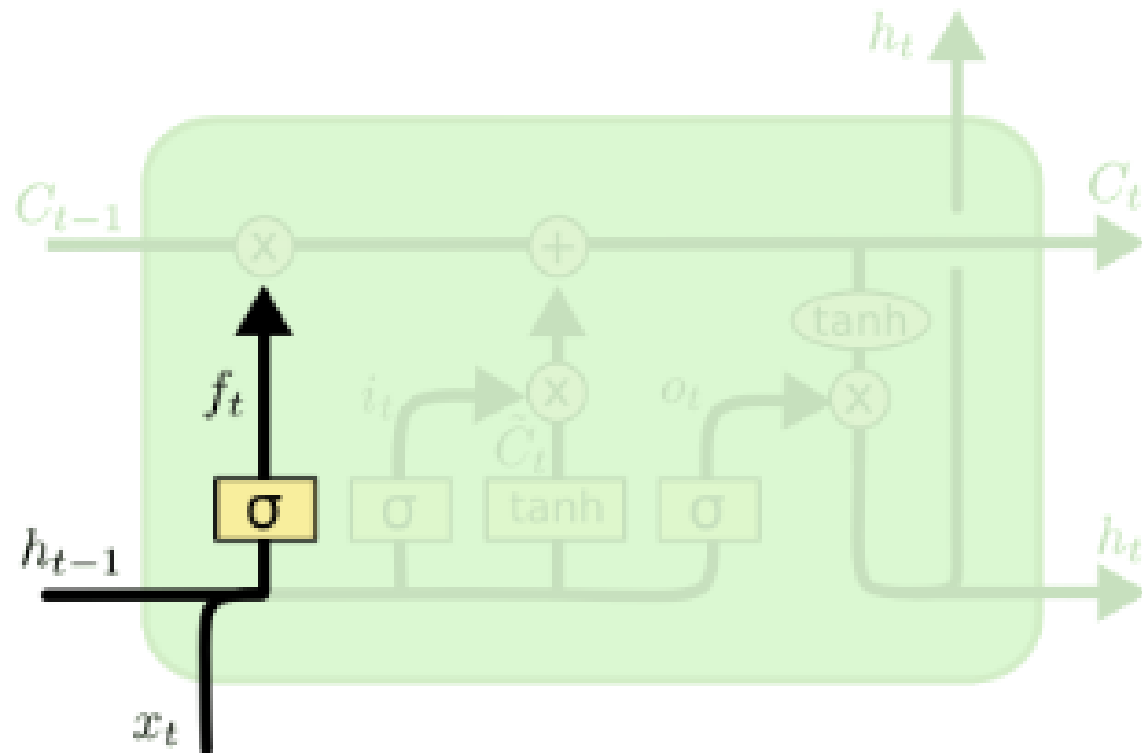 h_t
C_{t-1}
C_t
×
+
tanh
f_t
i_t
×
o_t
×
C̃_t
σ
σ
tanh
σ
h_{t-1}
h_t
x_t